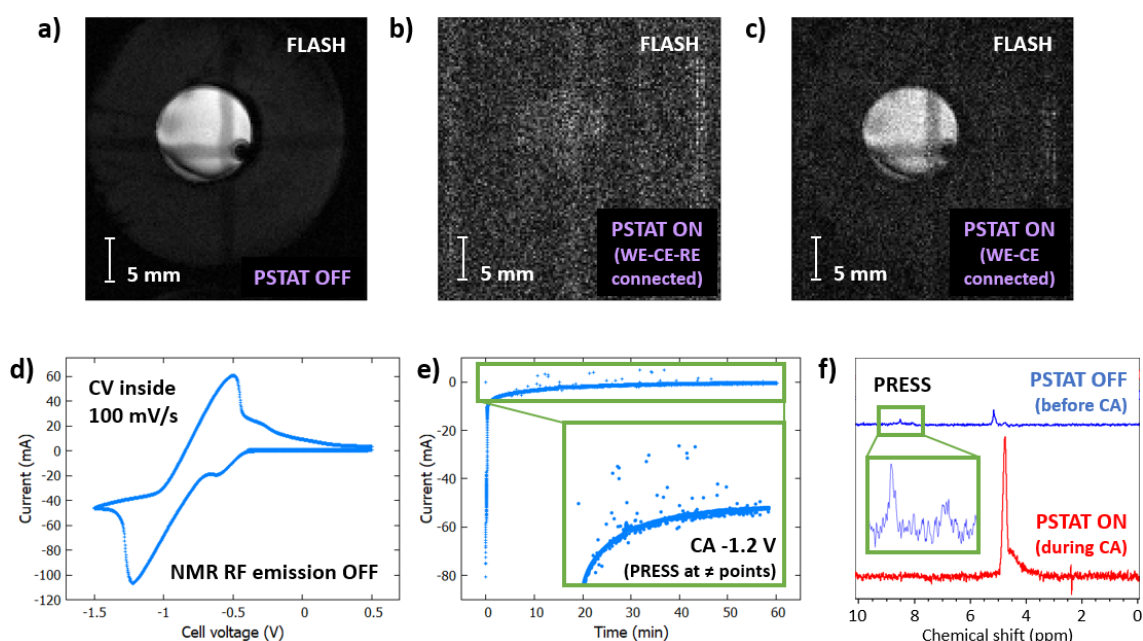 a)
FLASH
5 mm
PSTAT OFF
b)
FLASH
5 mm
PSTAT ON
(WE-CE-RE
connected)
c)
FLASH
5 mm
PSTAT ON
(WE-CE
connected)
d)
CV inside
100 mV/s
NMR RF emission OFF
Current (mA)
80
60
40
20
0
-20
-40
-60
-80
-100
-120
-1.5
-1.0
-0.5
0.0
0.5
Cell voltage (V)
e)
CA -1.2 V
(PRESS at ≠ points)
Current (mA)
0
-20
-40
-60
-80
0
10
20
30
40
50
60
Time (min)
f)
PRESS
PSTAT OFF
(before CA)
PSTAT ON
(during CA)
10
8
6
4
2
0
Chemical shift (ppm)